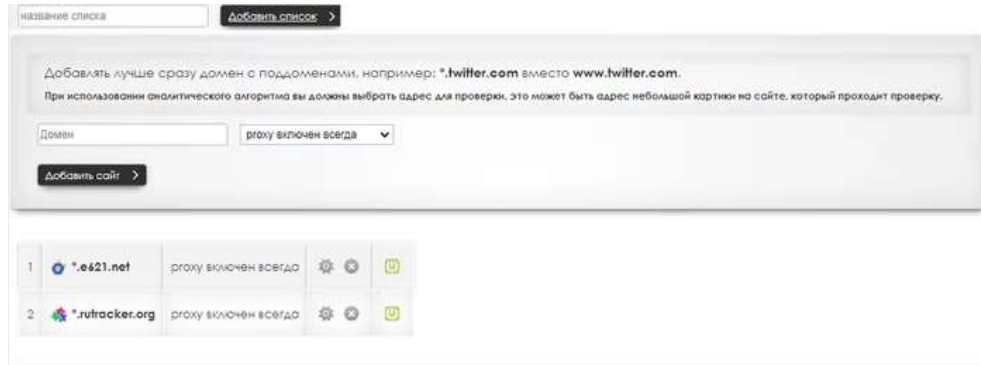 название списка Добавить список
Добавлять лучше сразу домен с поддоменами, например: *.twitter.com вместо www.twitter.com.
При использовании аналитического алгоритма вы должны выбрать адрес для проверки, это может быть адрес небольшой картики на сайте, который проходит проверку.
Домен proxy включен всегда
Добавить сайт
1 *.e621.net proxy включен всегда
2 *.rutracker.org proxy включен всегда